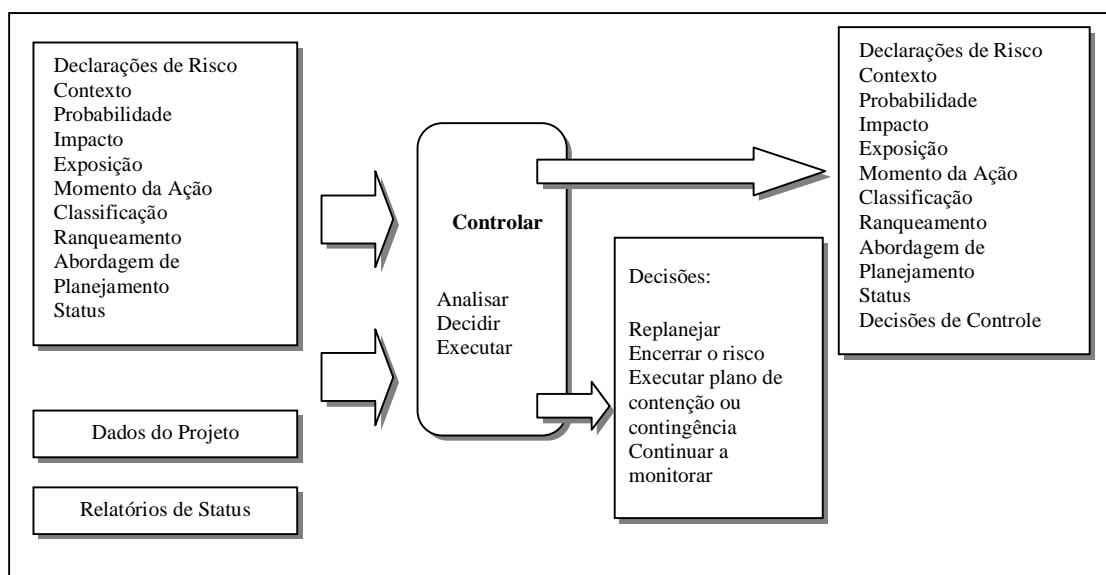 Declarações de Risco
Contexto
Probabilidade
Impacto
Exposição
Momento da Ação
Classificação
Ranqueamento
Abordagem de
Planejamento
Status
Dados do Projeto
Relatórios de Status
Controlar
Analisar
Decidir
Executar
Decisões:
Replanejar
Encerrar o risco
Executar plano de
contenção ou
contingência
Continuar a
monitorar
Declarações de Risco
Contexto
Probabilidade
Impacto
Exposição
Momento da Ação
Classificação
Ranqueamento
Abordagem de
Planejamento
Status
Decisões de Controle